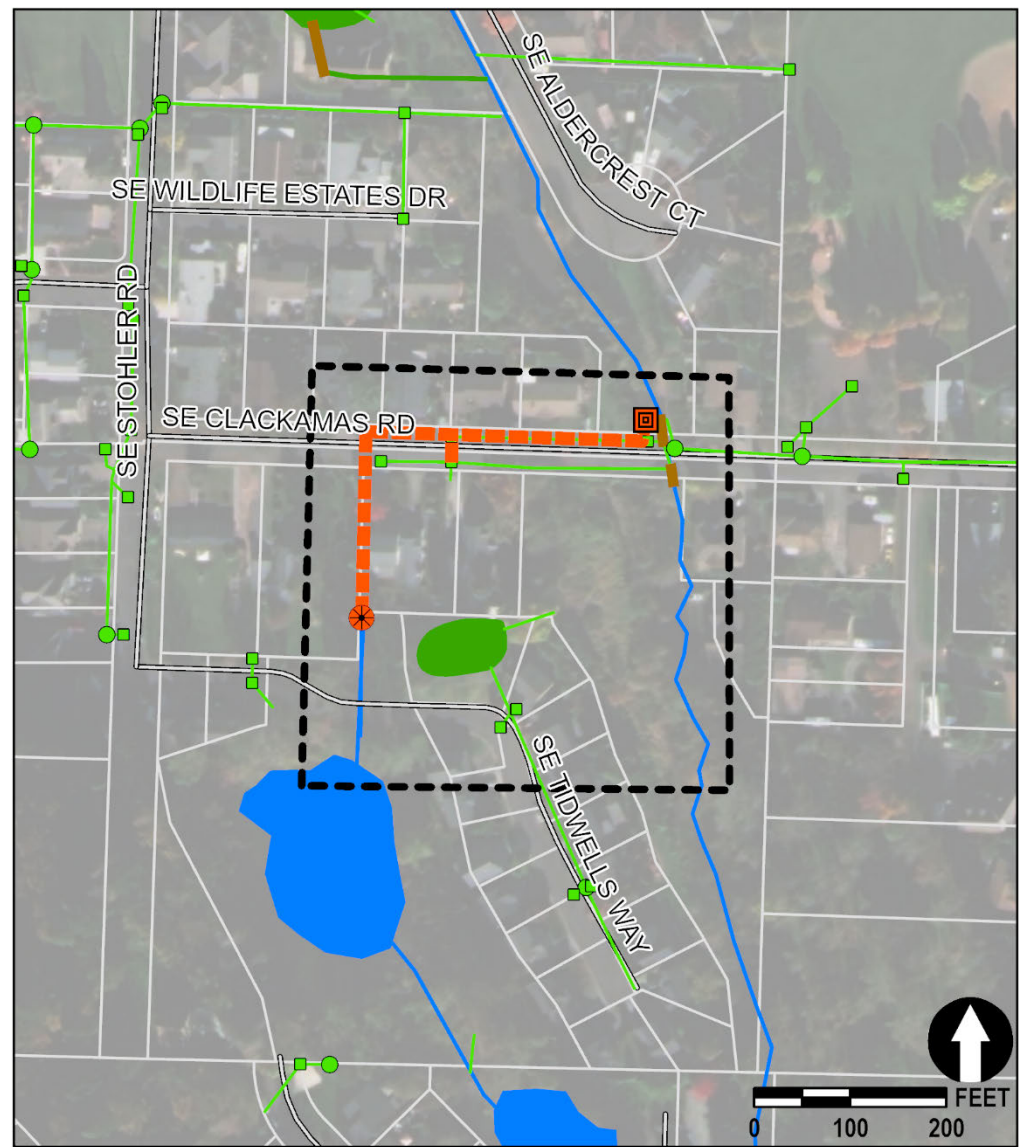 SE ALDERCREST CT
SE WILDLIFE ESTATES DR
SE STOHLER RD
SE CLACKAMAS RD
SE TIDWELLS WAY
FEET
0 100 200